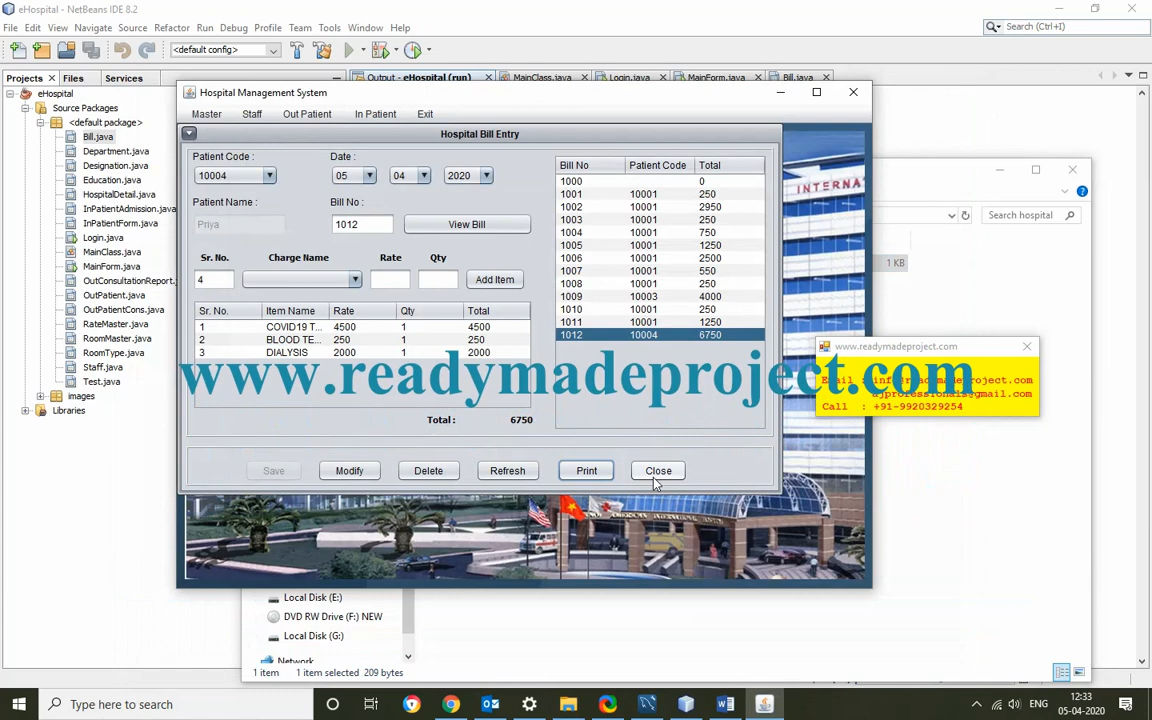 eHospital - NetBeans IDE 8.2
File Edit View Navigate Source Refactor Run Debug Profile Team Tools Window Help
Search (Ctrl+I)
<default config>
Projects Files Services
Output - eHospital (run) MainClass.java Login.java MainForm.java Bill.java
eHospital
Source Packages
<default package>
Bill.java
Department.java
Designation.java
Education.java
HospitalDetail.java
InPatientAdmission.java
InPatientForm.java
Login.java
MainClass.java
MainForm.java
OutConsultationReport.j
OutPatient.java
OutPatientCons.java
RateMaster.java
RoomMaster.java
RoomType.java
Staff.java
Test.java
images
Libraries
Hospital Management System
Master Staff Out Patient In Patient Exit
Hospital Bill Entry
Patient Code :
Date :
10004
05 04 2020
Patient Name :
Bill No :
Priya
1012
View Bill
Sr. No. Charge Name Rate Qty
4
Add Item
Sr. No. Item Name Rate Qty Total
1 COVID19 T... 4500 1 4500
2 BLOOD TE... 250 1 250
3 DIALYSIS 2000 1 2000
Total : 6750
Bill No Patient Code Total
1000 0
1001 10001 250
1002 10001 2950
1003 10001 250
1004 10001 750
1005 10001 1250
1006 10001 2500
1007 10001 550
1008 10001 250
1009 10003 4000
1010 10001 250
1011 10001 1250
1012 10004 6750
Save Modify Delete Refresh Print Close
INTERNA
Search hospital
1 KB
www.readymadeproject.com
www.readymadeproject.com
Email : info@readymadeproject.com
ajprofessionals@gmail.com
Call : +91-9920329254
Local Disk (E:)
DVD RW Drive (F:) NEW
Local Disk (G:)
Network
1 item 1 item selected 209 bytes
Type here to search
ENG
12:33
05-04-2020